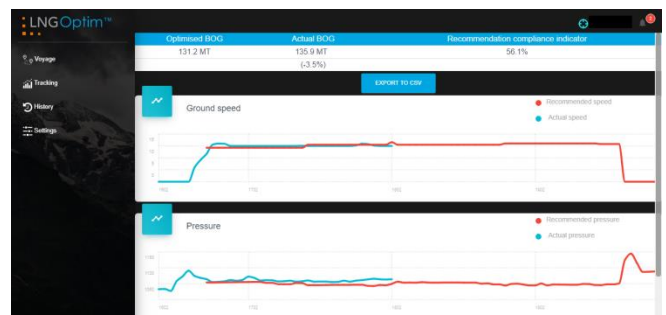 LNGOptim™
2
Voyage
Tracking
History
Settings
Optimised BOG Actual BOG Recommendation compliance indicator
131.2 MT 135.9 MT 56.1%
(-3.5%)
EXPORT TO CSV
Ground speed
Recommended speed
Actual speed
Pressure
Recommended pressure
Actual pressure